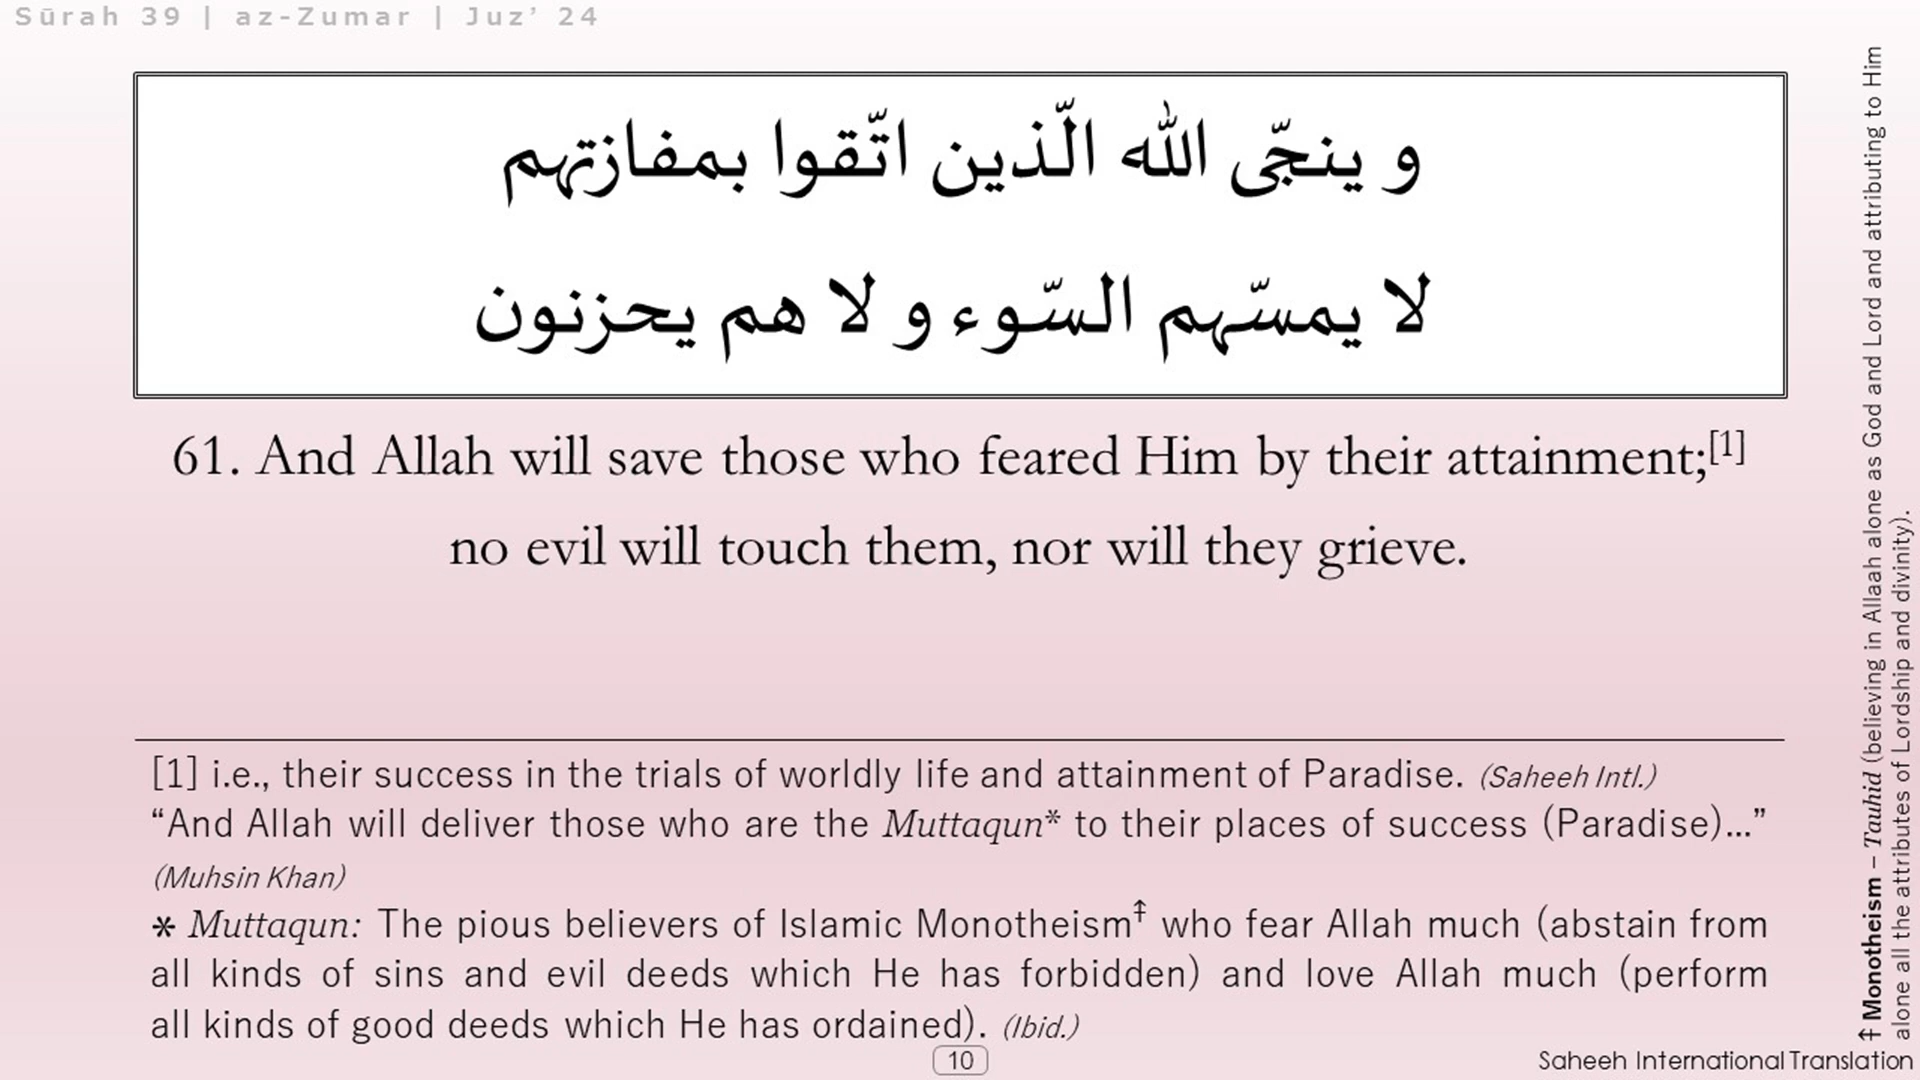 Sūrah 39 | az-Zumar | Juz’ 24
و ينجّى الله الّذين اتّقوا بمفازتهم
لا يمسّهم السّوء و لا هم يحزنون
61. And Allah will save those who feared Him by their attainment;[1]
no evil will touch them, nor will they grieve.
[1] i.e., their success in the trials of worldly life and attainment of Paradise. (Saheeh Intl.)
“And Allah will deliver those who are the Muttaqun* to their places of success (Paradise)...”
(Muhsin Khan)
* Muttaqun: The pious believers of Islamic Monotheism† who fear Allah much (abstain from
all kinds of sins and evil deeds which He has forbidden) and love Allah much (perform
all kinds of good deeds which He has ordained). (Ibid.)
† Monotheism – Tauhid (believing in Allaah alone as God and Lord and attributing to Him
alone all the attributes of Lordship and divinity).
10
Saheeh International Translation